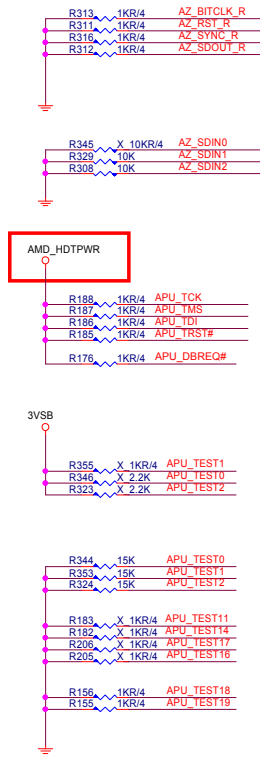 R313 1KR/4 AZ_BITCLK_R
R311 1KR/4 AZ_RST_R
R316 1KR/4 AZ_SYNC_R
R312 1KR/4 AZ_SDOUT_R
R345 X_10KR/4 AZ_SDIN0
R329 10K AZ_SDIN1
R308 10K AZ_SDIN2
AMD_HDTPWR
R188 1KR/4 APU_TCK
R187 1KR/4 APU_TMS
R186 1KR/4 APU_TDI
R185 1KR/4 APU_TRST#
R176 1KR/4 APU_DBREQ#
3VSB
R355 X_1KR/4 APU_TEST1
R346 X_2.2K APU_TEST0
R323 X_2.2K APU_TEST2
R344 15K APU_TEST0
R353 15K APU_TEST1
R324 15K APU_TEST2
R183 X_1KR/4 APU_TEST11
R182 X_1KR/4 APU_TEST14
R206 X_1KR/4 APU_TEST17
R205 X_1KR/4 APU_TEST16
R156 1KR/4 APU_TEST18
R155 1KR/4 APU_TEST19